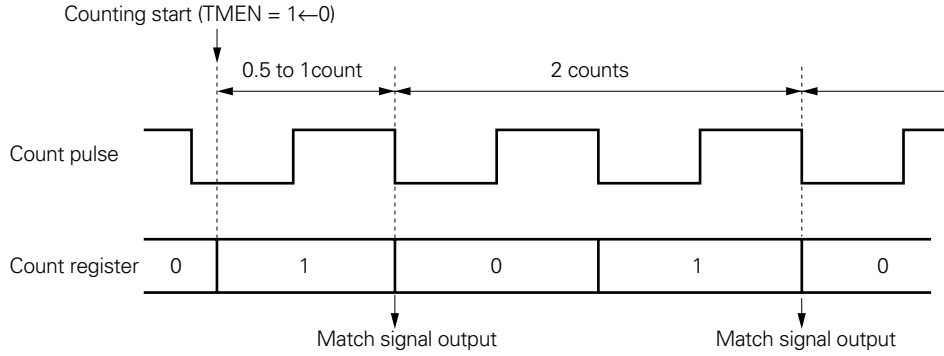 Counting start (TMEN = 1←0)
0.5 to 1count 2 counts
Count pulse
Count register 0 1 0 1 0
Match signal output Match signal output